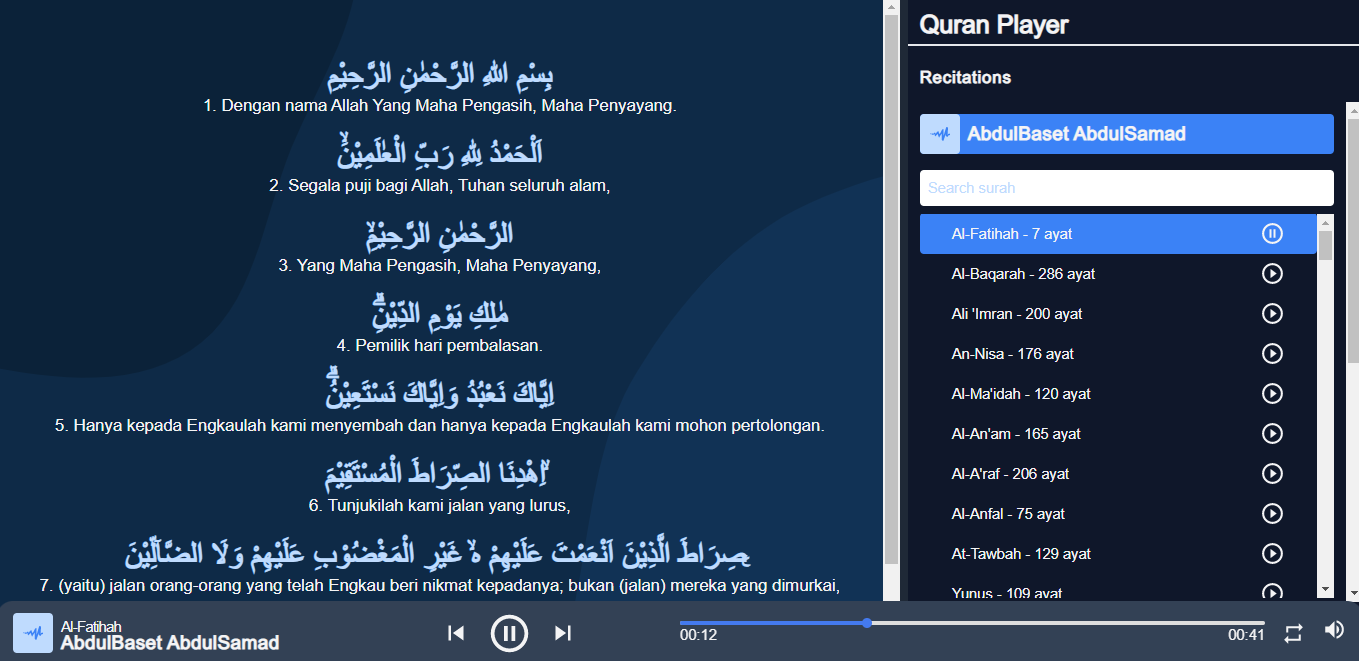 بِسْمِ اللّٰهِ الرَّحْمٰنِ الرَّحِيْمِ
1. Dengan nama Allah Yang Maha Pengasih, Maha Penyayang.
اَلْحَمْدُ لِلّٰهِ رَبِّ الْعٰلَمِيْنَۙ
2. Segala puji bagi Allah, Tuhan seluruh alam,
الرَّحْمٰنِ الرَّحِيْمِۙ
3. Yang Maha Pengasih, Maha Penyayang,
مٰلِكِ يَوْمِ الدِّيْنِۗ
4. Pemilik hari pembalasan.
اِيَّاكَ نَعْبُدُ وَاِيَّاكَ نَسْتَعِيْنُۗ
5. Hanya kepada Engkaulah kami menyembah dan hanya kepada Engkaulah kami mohon pertolongan.
اِهْدِنَا الصِّرَاطَ الْمُسْتَقِيْمَۙ
6. Tunjukilah kami jalan yang lurus,
صِرَاطَ الَّذِيْنَ اَنْعَمْتَ عَلَيْهِمْ ەۙ غَيْرِ الْمَغْضُوْبِ عَلَيْهِمْ وَلَا الضَّاۤلِّيْنَ
7. (yaitu) jalan orang-orang yang telah Engkau beri nikmat kepadanya; bukan (jalan) mereka yang dimurkai,
Quran Player
Recitations
AbdulBaset AbdulSamad
Search surah
Al-Fatihah - 7 ayat
Al-Baqarah - 286 ayat
Ali 'Imran - 200 ayat
An-Nisa - 176 ayat
Al-Ma'idah - 120 ayat
Al-An'am - 165 ayat
Al-A'raf - 206 ayat
Al-Anfal - 75 ayat
At-Tawbah - 129 ayat
Yunus - 109 ayat
Al-Fatihah
AbdulBaset AbdulSamad
00:12
00:41